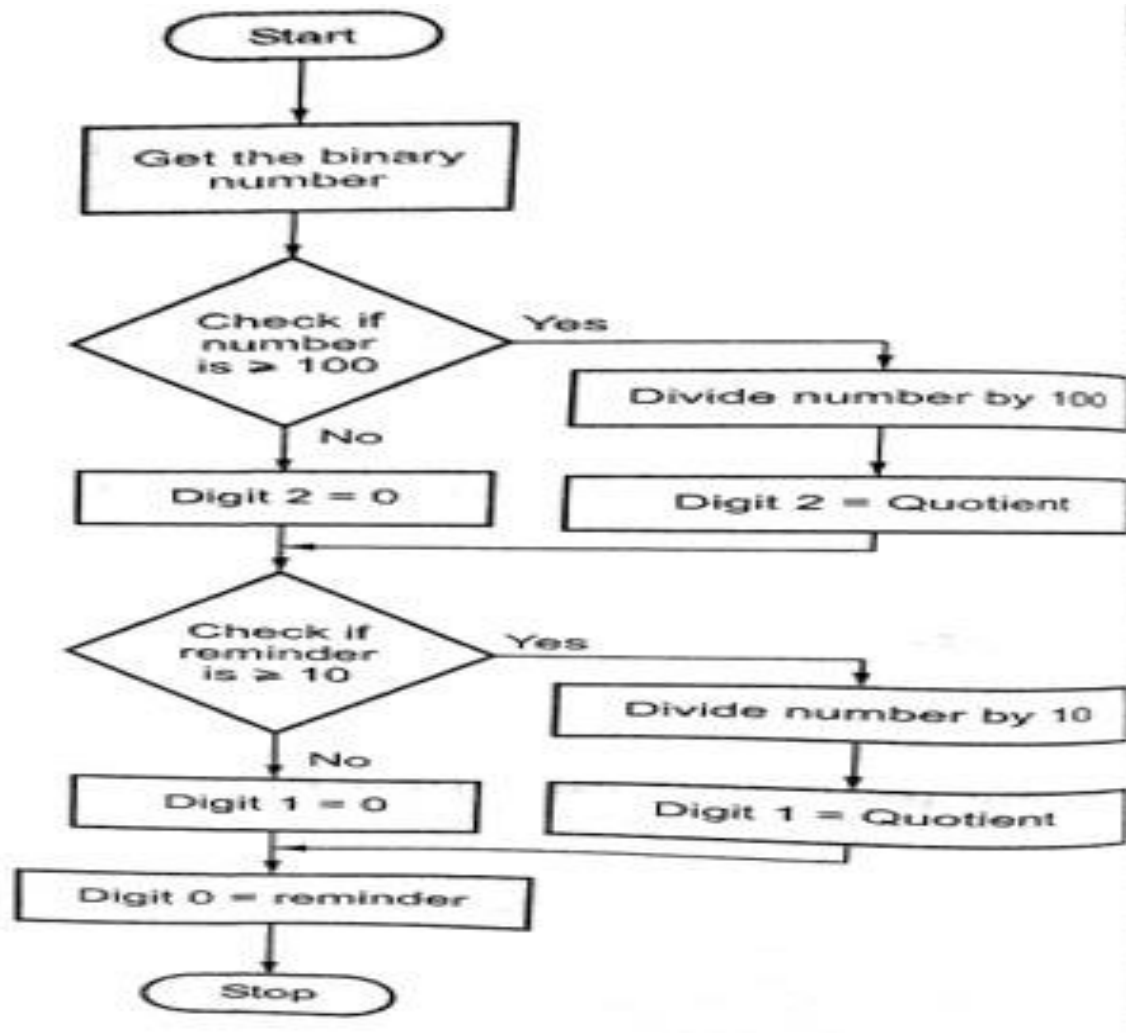 Start
Get the binary
number
Check if
number
is ⩾ 100
Yes
Divide number by 100
No
Digit 2 = 0
Digit 2 = Quotient
Check if
reminder
is ⩾ 10
Yes
Divide number by 10
No
Digit 1 = 0
Digit 1 = Quotient
Digit 0 = reminder
Stop